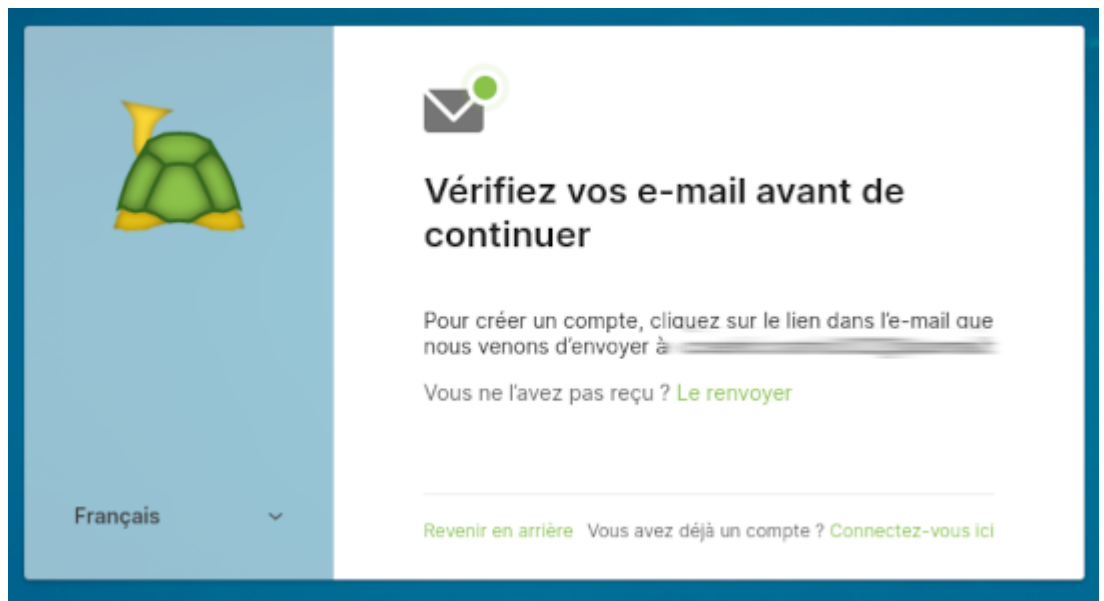 Vérifiez vos e-mail avant de
continuer
Pour créer un compte, cliquez sur le lien dans l'e-mail que
nous venons d'envoyer à
Vous ne l'avez pas reçu ? Le renvoyer
Français
Revenir en arrière Vous avez déjà un compte ? Connectez-vous ici